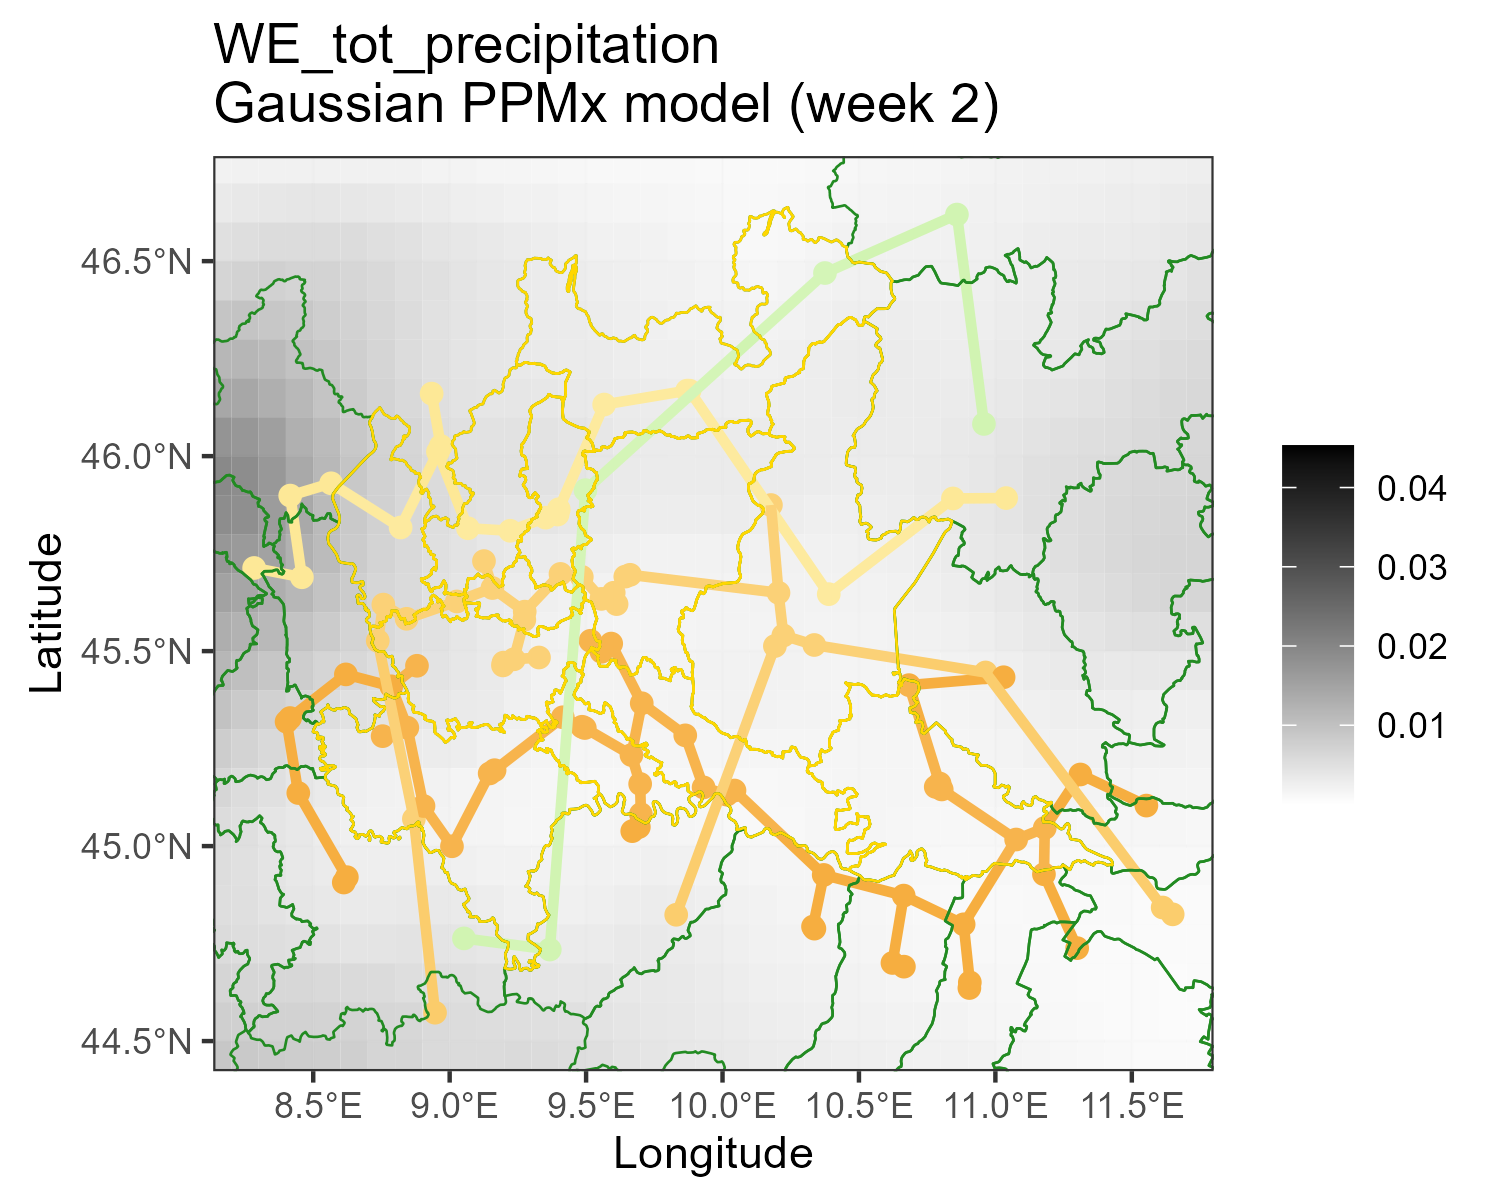 WE_tot_precipitation
Gaussian PPMx model (week 2)
46.5°N
46.0°N
45.5°N
45.0°N
44.5°N
Latitude
8.5°E
9.0°E
9.5°E
10.0°E
10.5°E
11.0°E
11.5°E
Longitude
0.04
0.03
0.02
0.01